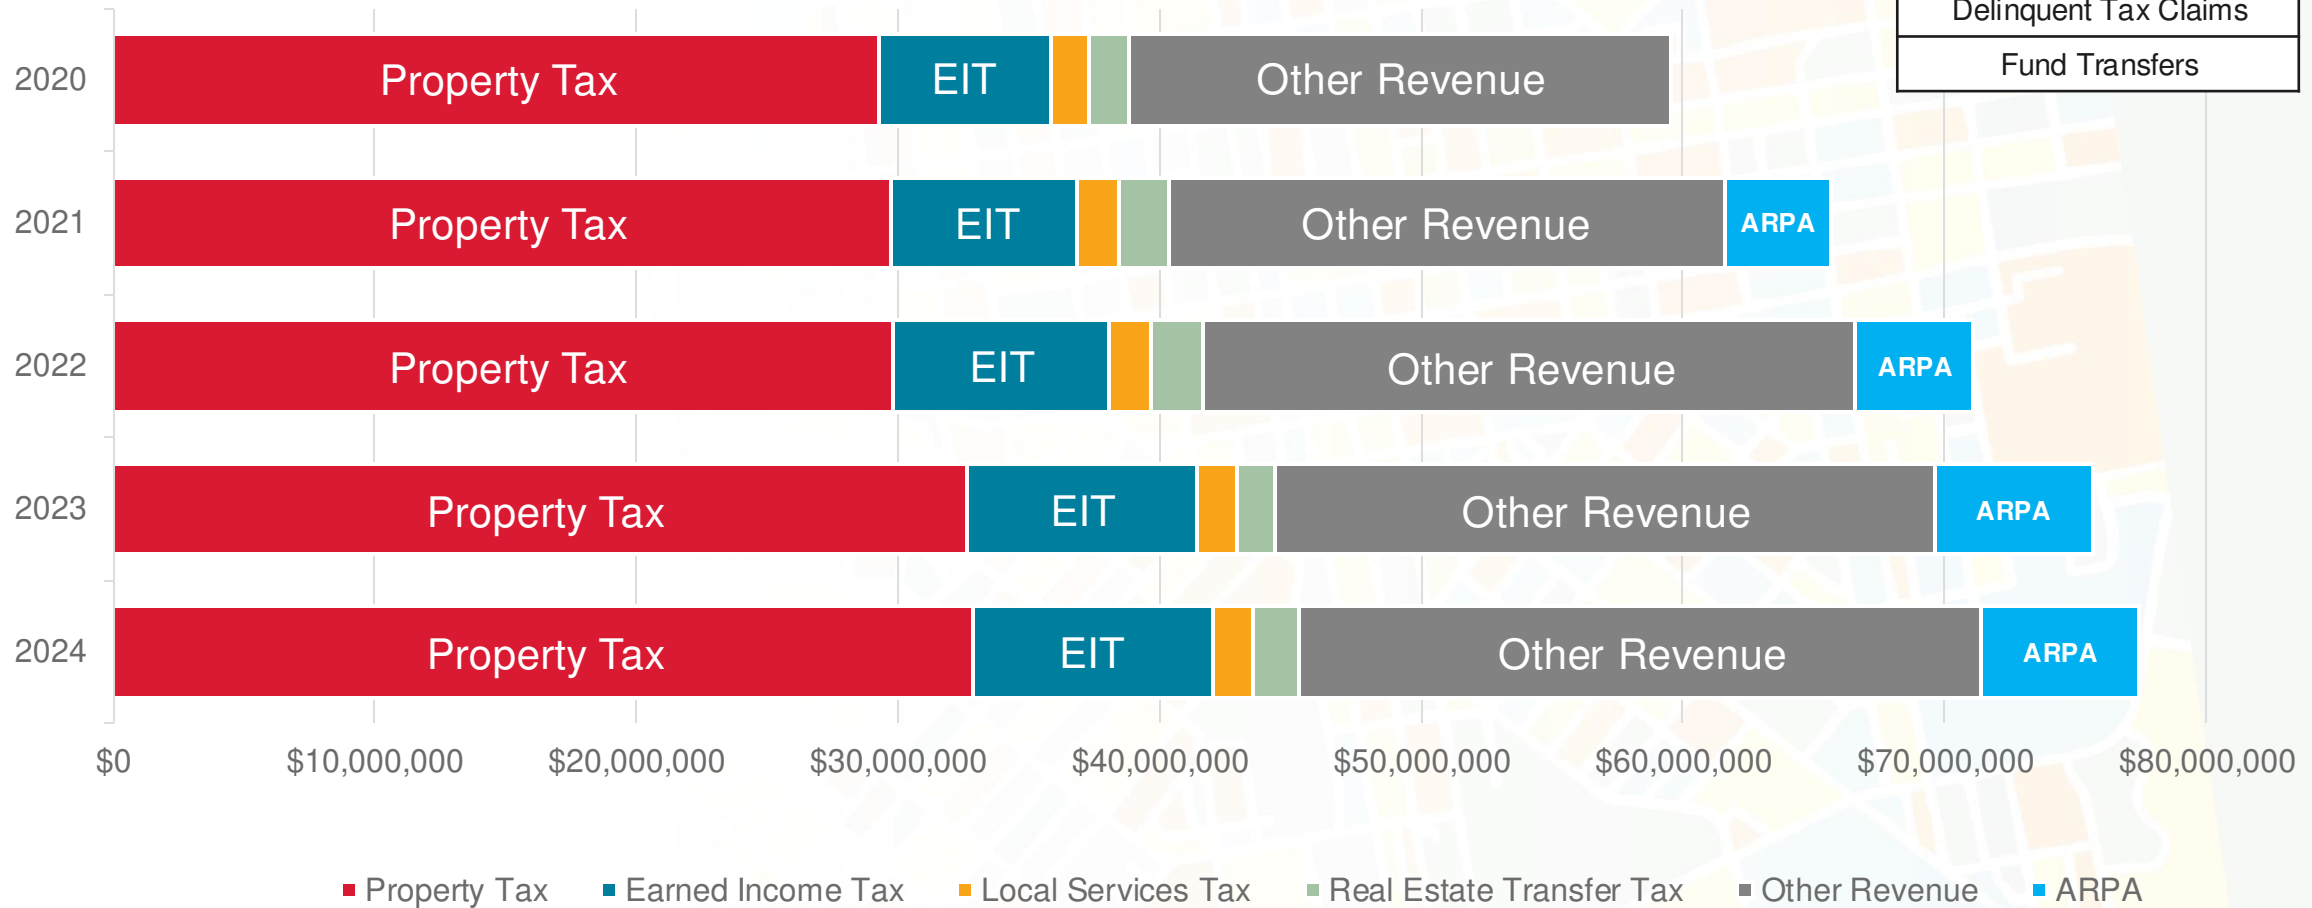 Delinquent Tax Claims
Fund Transfers
2020 Property Tax EIT Other Revenue
2021 Property Tax EIT Other Revenue ARPA
2022 Property Tax EIT Other Revenue ARPA
2023 Property Tax EIT Other Revenue ARPA
2024 Property Tax EIT Other Revenue ARPA
$0 $10,000,000 $20,000,000 $30,000,000 $40,000,000 $50,000,000 $60,000,000 $70,000,000 $80,000,000
Property Tax Earned Income Tax Local Services Tax Real Estate Transfer Tax Other Revenue ARPA